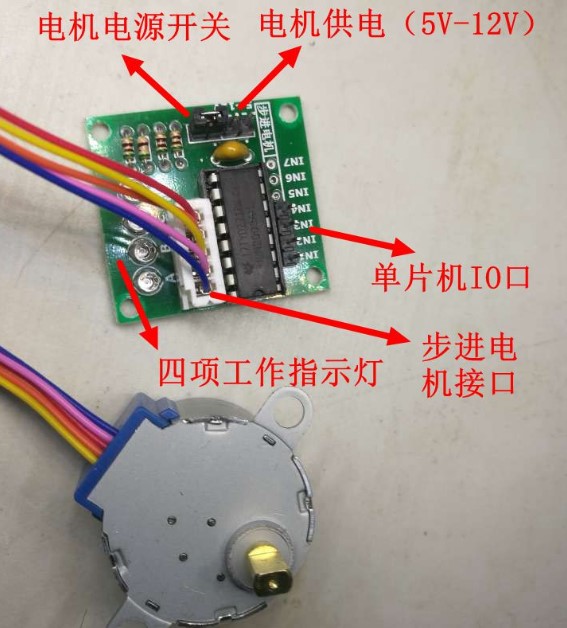 电机电源开关
电机供电（5V-12V）
步进电机
IN7
IN6
IN5
IN4
IN3
IN2
B
A
单片机IO口
步进电
机接口
四项工作指示灯